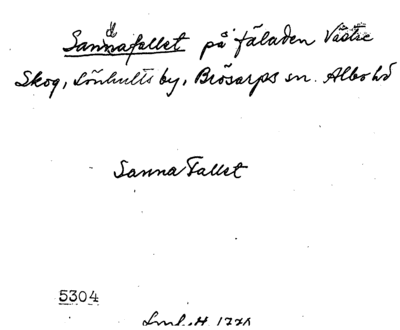 Sannafallet på fäladen Västre
Skog, Lönhults by, Brösarps sn. Albo hd
Sanna Fallet
5304